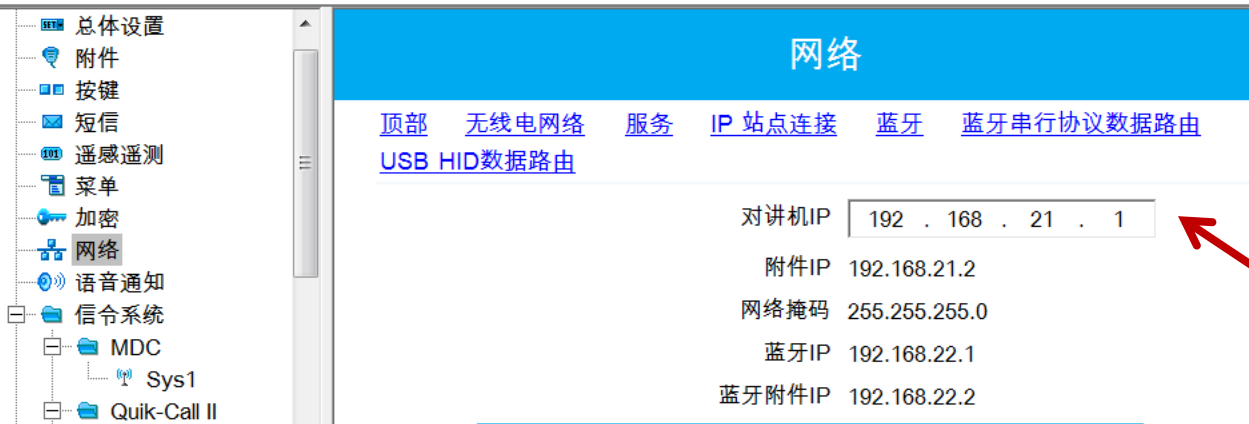 总体设置
附件
按键
短信
遥感遥测
菜单
加密
网络
语音通知
信令系统
MDC
Sys1
Quik-Call II
网络
顶部 无线电网络 服务 IP 站点连接 蓝牙 蓝牙串行协议数据路由
USB HID数据路由
对讲机IP 192 . 168 . 21 . 1
附件IP 192.168.21.2
网络掩码 255.255.255.0
蓝牙IP 192.168.22.1
蓝牙附件IP 192.168.22.2